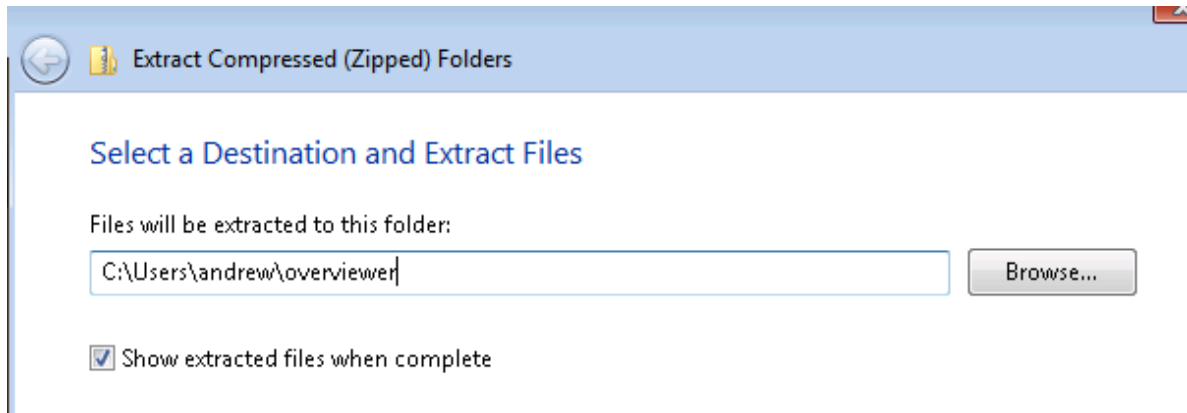 Extract Compressed (Zipped) Folders
Select a Destination and Extract Files
Files will be extracted to this folder:
C:\Users\andrew\overviewer
Browse...
Show extracted files when complete